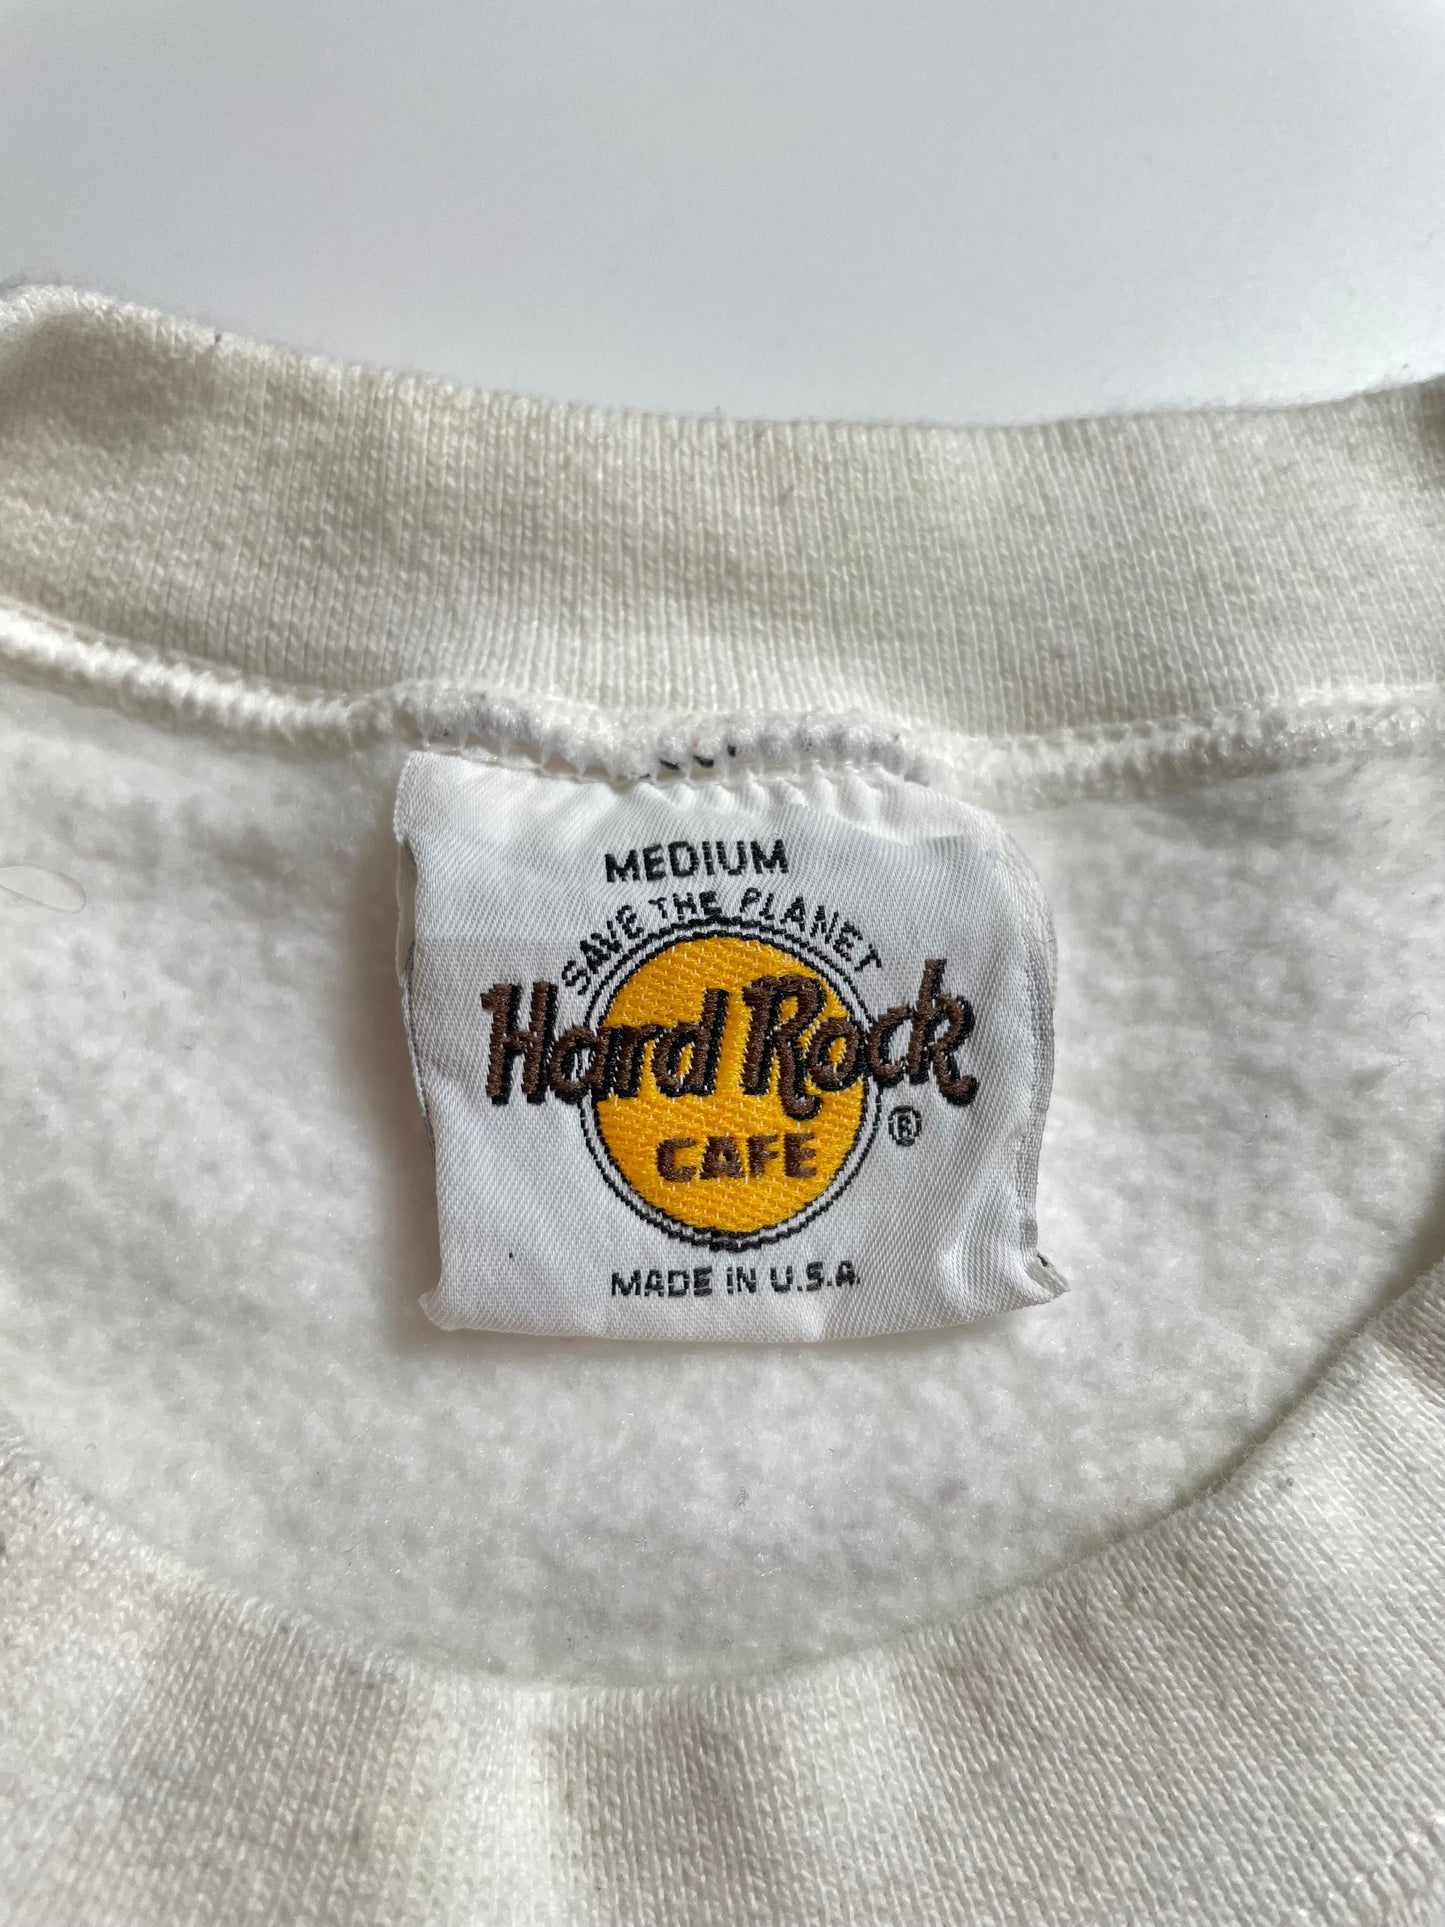 MEDIUM
SAVE THE PLANET
Hard Rock
CAFE
®
MADE IN U.S.A.